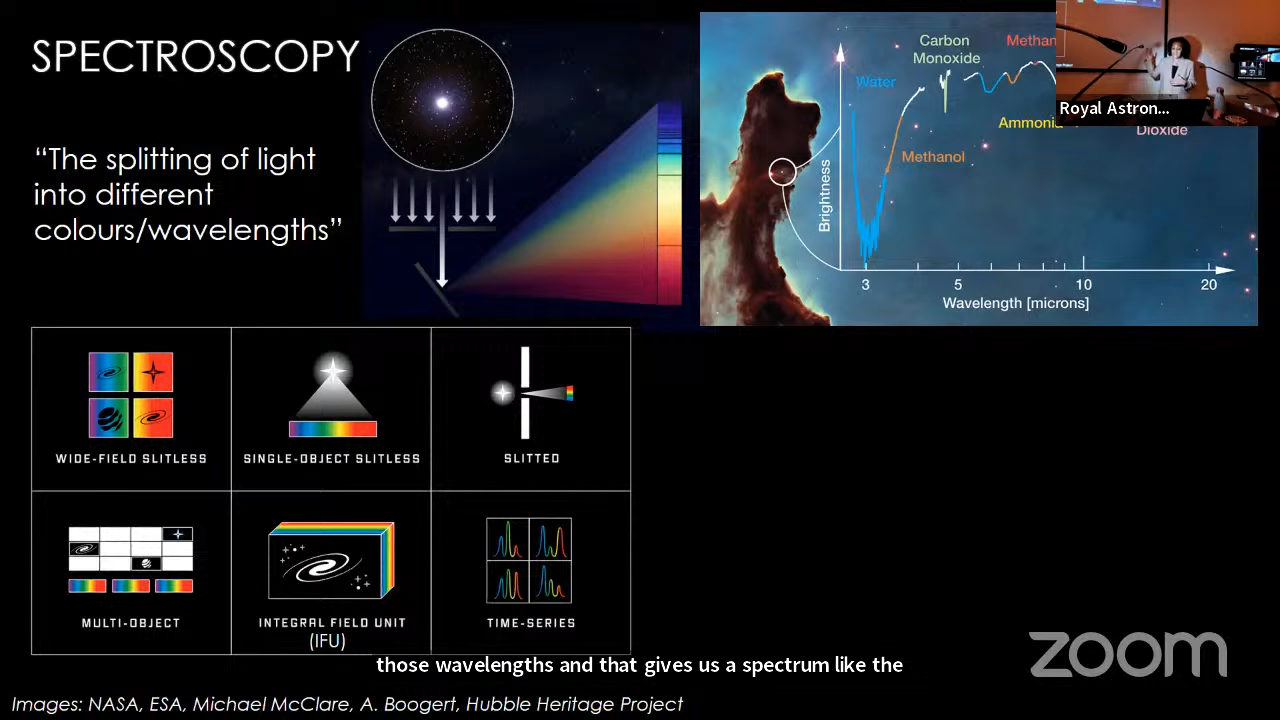 SPECTROSCOPY
“The splitting of light
into different
colours/wavelengths”
Carbon
Monoxide
Methan
Water
Ammonia
Dioxide
Methanol
Brightness
3 5 10 20
Wavelength [microns]
Royal Astron...
WIDE-FIELD SLITLESS
SINGLE-OBJECT SLITLESS
SLITTED
MULTI-OBJECT
INTEGRAL FIELD UNIT
(IFU)
TIME-SERIES
those wavelengths and that gives us a spectrum like the
zoom
Images: NASA, ESA, Michael McClare, A. Boogert, Hubble Heritage Project